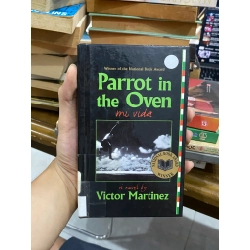 Winner of the National Book Award
Parrot in
the Oven
mi vida
a novel by
Victor Martinez